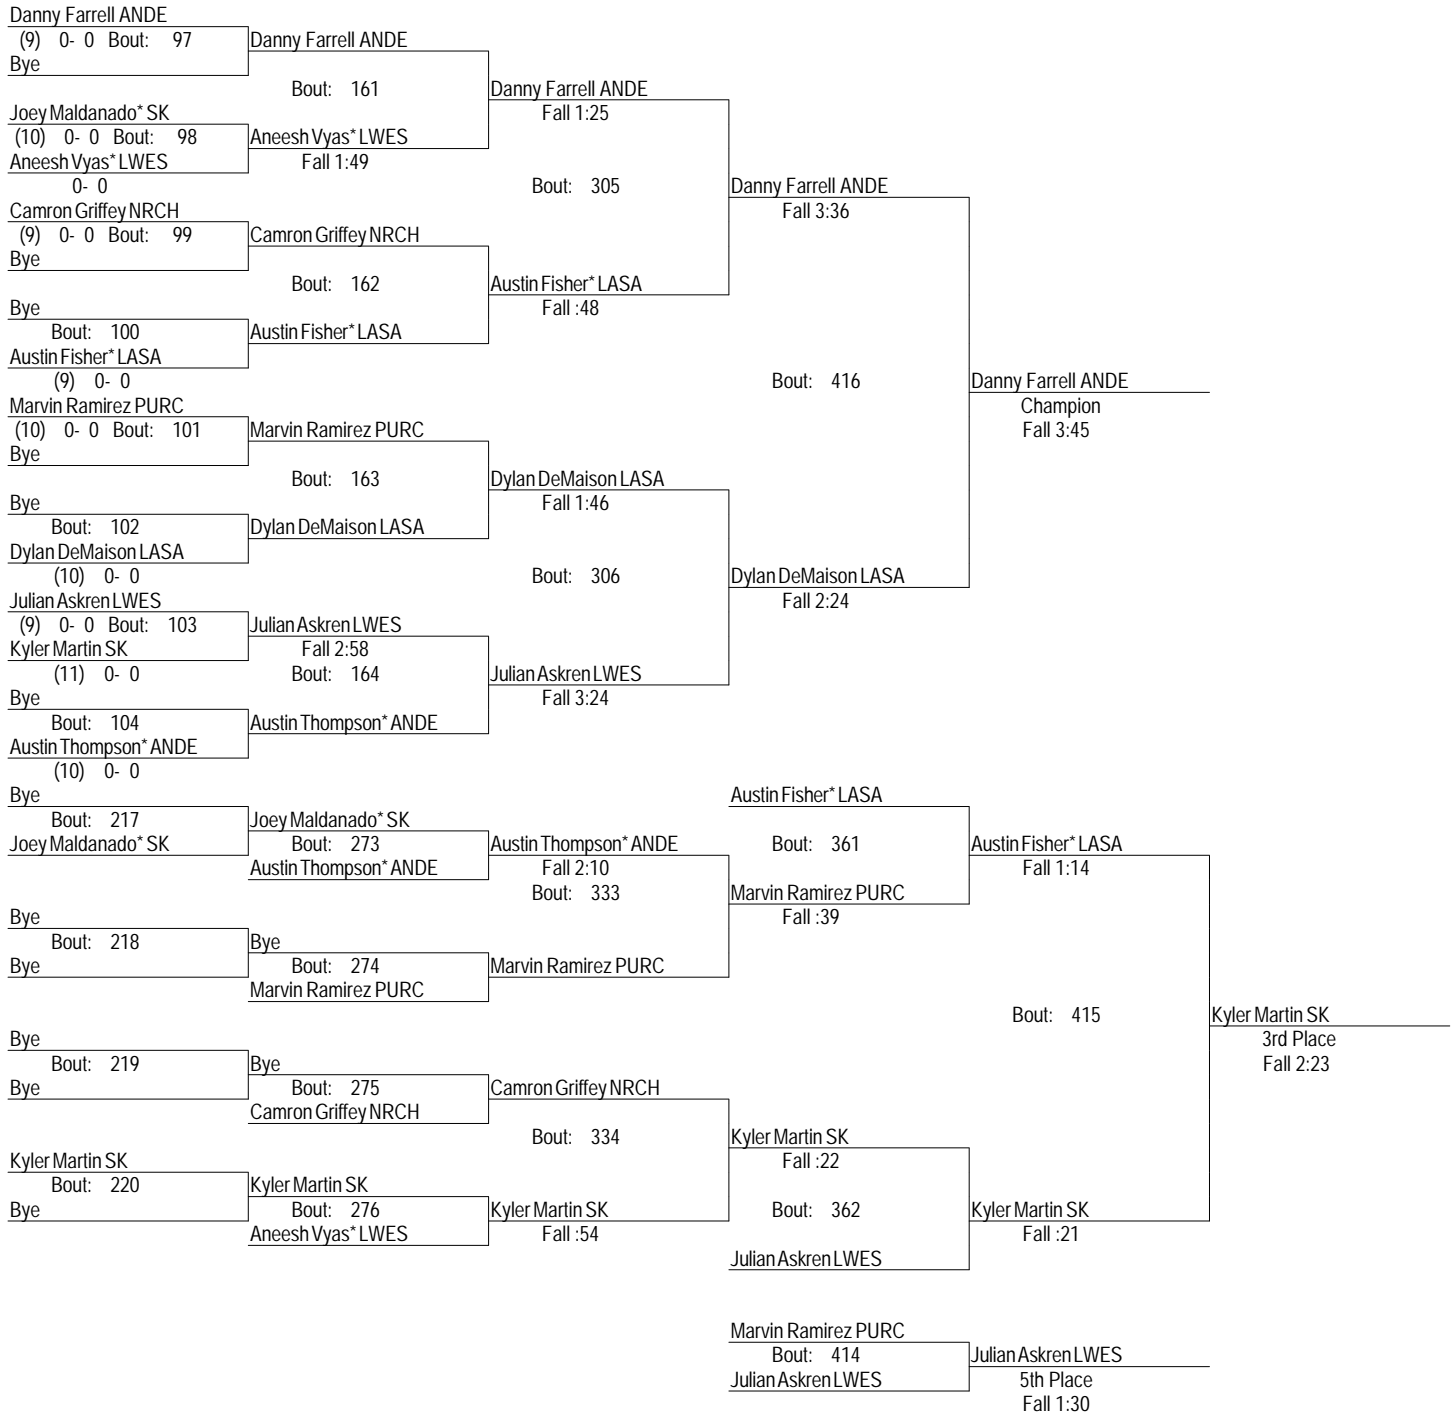 Danny Farrell ANDE
(9) 0- 0 Bout: 97
Danny Farrell ANDE
Bye
Bout: 161
Danny Farrell ANDE
Joey Maldanado* SK
Fall 1:25
(10) 0- 0 Bout: 98
Aneesh Vyas* LWES
Aneesh Vyas* LWES
Fall 1:49
0- 0
Bout: 305
Danny Farrell ANDE
Camron Griffey NRCH
Fall 3:36
(9) 0- 0 Bout: 99
Camron Griffey NRCH
Bye
Bout: 162
Austin Fisher* LASA
Bye
Fall :48
Bout: 100
Austin Fisher* LASA
Austin Fisher* LASA
(9) 0- 0
Bout: 416
Danny Farrell ANDE
Marvin Ramirez PURC
Champion
(10) 0- 0 Bout: 101
Marvin Ramirez PURC
Fall 3:45
Bye
Bout: 163
Dylan DeMaison LASA
Bye
Fall 1:46
Bout: 102
Dylan DeMaison LASA
Dylan DeMaison LASA
(10) 0- 0
Bout: 306
Dylan DeMaison LASA
Julian Askren LWES
Fall 2:24
(9) 0- 0 Bout: 103
Julian Askren LWES
Kyler Martin SK
Fall 2:58
(11) 0- 0
Bout: 164
Julian Askren LWES
Bye
Fall 3:24
Bout: 104
Austin Thompson* ANDE
Austin Thompson* ANDE
(10) 0- 0
Bye
Austin Fisher* LASA
Bout: 217
Joey Maldanado* SK
Joey Maldanado* SK
Bout: 273
Austin Thompson* ANDE
Bout: 361
Austin Fisher* LASA
Austin Thompson* ANDE
Fall 2:10
Fall 1:14
Bout: 333
Marvin Ramirez PURC
Bye
Fall :39
Bout: 218
Bye
Bye
Bout: 274
Marvin Ramirez PURC
Marvin Ramirez PURC
Bout: 415
Kyler Martin SK
Bye
3rd Place
Bout: 219
Bye
Fall 2:23
Bye
Bout: 275
Camron Griffey NRCH
Camron Griffey NRCH
Bout: 334
Kyler Martin SK
Kyler Martin SK
Fall :22
Bout: 220
Kyler Martin SK
Bye
Bout: 276
Kyler Martin SK
Bout: 362
Kyler Martin SK
Aneesh Vyas* LWES
Fall :54
Fall :21
Julian Askren LWES
Marvin Ramirez PURC
Bout: 414
Julian Askren LWES
Julian Askren LWES
5th Place
Fall 1:30